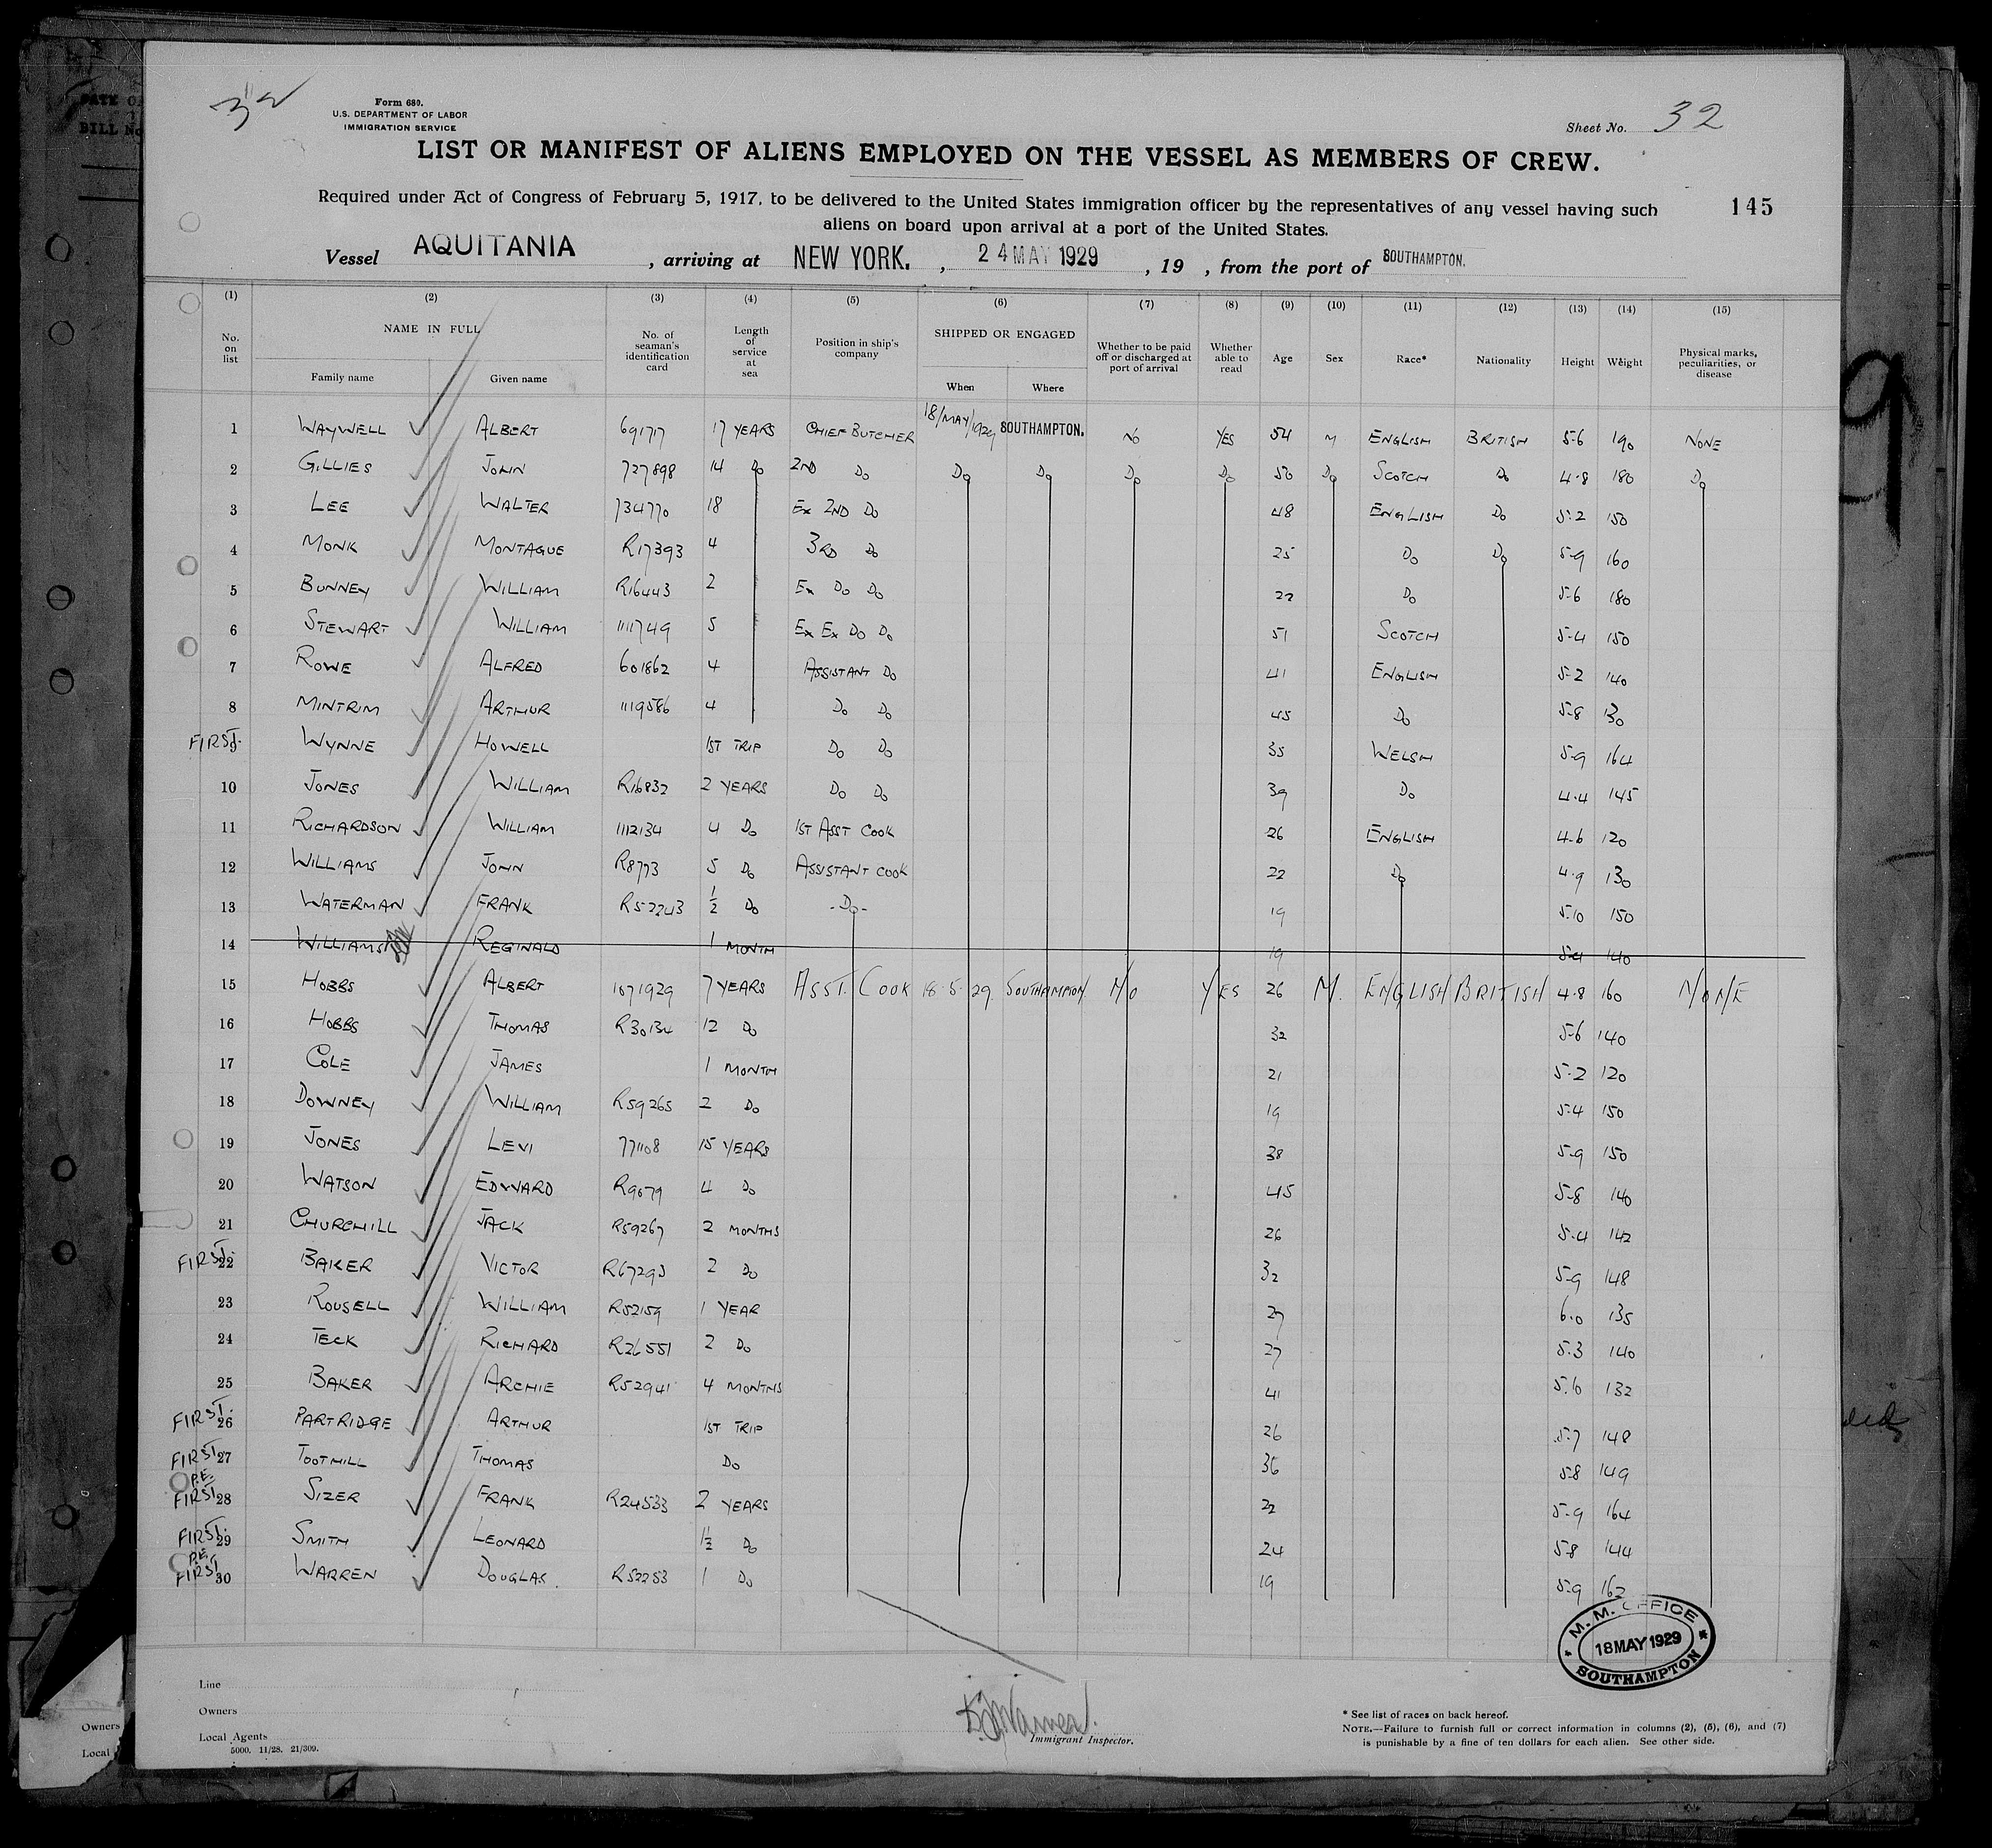 32
Form 680.
U.S. DEPARTMENT OF LABOR
IMMIGRATION SERVICE
Sheet No. 32
LIST OR MANIFEST OF ALIENS EMPLOYED ON THE VESSEL AS MEMBERS OF CREW.
Required under Act of Congress of February 5, 1917, to be delivered to the United States immigration officer by the representatives of any vessel having such
aliens on board upon arrival at a port of the United States.
145
Vessel AQUITANIA , arriving at NEW YORK. , 24 MAY 1929 , 19 , from the port of SOUTHAMPTON.
(1) (2) (3) (4) (5) (6) (7) (8) (9) (10) (11) (12) (13) (14) (15)
No. on list NAME IN FULL Family name Given name No. of seaman's identification card Length of service at sea Position in ship's company SHIPPED OR ENGAGED When Where Whether to be paid off or discharged at port of arrival Whether able to read Age Sex Race* Nationality Height Weight Physical marks, peculiarities, or disease
1 WAYWELL ALBERT 691717 17 YEARS CHIEF BUTCHER 18/MAY/1929 SOUTHAMPTON. NO YES 54 M ENGLISH BRITISH 5-6 190 NONE
2 GILLIES JOHN 727898 14 Do 2ND Do Do Do Do Do 50 Do SCOTCH Do 4-8 180 Do
3 LEE WALTER 734770 18 Ex 2ND Do 48 ENGLISH Do 5-2 150
4 MONK MONTAGUE R17393 4 3RD Do 25 Do Do 5-9 160
5 BUNNEY WILLIAM R16443 2 Ex Do Do 22 Do 5-6 180
6 STEWART WILLIAM 1111749 5 Ex Ex Do Do 51 SCOTCH 5-4 150
7 ROWE ALFRED 601862 4 ASSISTANT Do 41 ENGLISH 5-2 140
8 MINTRIM ARTHUR 1119586 4 Do Do 45 Do 5-8 130
FIRST. WYNNE HOWELL 1ST TRIP Do Do 35 WELSH 5-9 164
10 JONES WILLIAM R16832 2 YEARS Do Do 39 Do 4-4 145
11 RICHARDSON WILLIAM 1112134 4 Do 1ST ASST COOK 26 ENGLISH 4-6 120
12 WILLIAMS JOHN R8773 5 Do ASSISTANT COOK 22 Do 4-9 130
13 WATERMAN FRANK R52243 ½ Do -Do- 19 5-10 150
14 WILLIAMS REGINALD 1 MONTH 19 5-4 140
15 HOBBS ALBERT 1071929 7 YEARS ASST. COOK 18-5-29 SOUTHAMPTON NO YES 26 M. ENGLISH BRITISH 4-8 160 NONE
16 HOBBS THOMAS R30134 12 Do 32 5-6 140
17 COLE JAMES 1 MONTH 21 5-2 120
18 DOWNEY WILLIAM R59265 2 Do 19 5-4 150
19 JONES LEVI 771108 15 YEARS 38 5-9 150
20 WATSON EDWARD R9079 4 Do 45 5-8 140
21 CHURCHILL JACK R59267 2 MONTHS 26 5-4 142
FIRST. 22 BAKER VICTOR R67293 2 Do 32 5-9 148
23 ROUSELL WILLIAM R52159 1 YEAR 27 6-0 135
24 TECK RICHARD R26551 2 Do 27 5-3 140
25 BAKER ARCHIE R52941 4 MONTHS 41 5-6 132
FIRST. 26 PARTRIDGE ARTHUR 1ST TRIP 26 5-7 148
FIRST. 27 TOOTHILL THOMAS Do 36 5-8 149
P.E. FIRST 28 SIZER FRANK R24533 2 YEARS 22 5-9 164
FIRST. 29 SMITH LEONARD 1½ Do 24 5-8 144
P.E. FIRST 30 WARREN DOUGLAS. R52253 1 Do 19 5-9 162
M. M. OFFICE
18 MAY 1929
SOUTHAMPTON
Line
Owners
Local Agents
5000. 11/28. 21/309.
Immigrant Inspector.
* See list of races on back hereof.
NOTE.—Failure to furnish full or correct information in columns (2), (5), (6), and (7)
is punishable by a fine of ten dollars for each alien. See other side.
Owners
Local